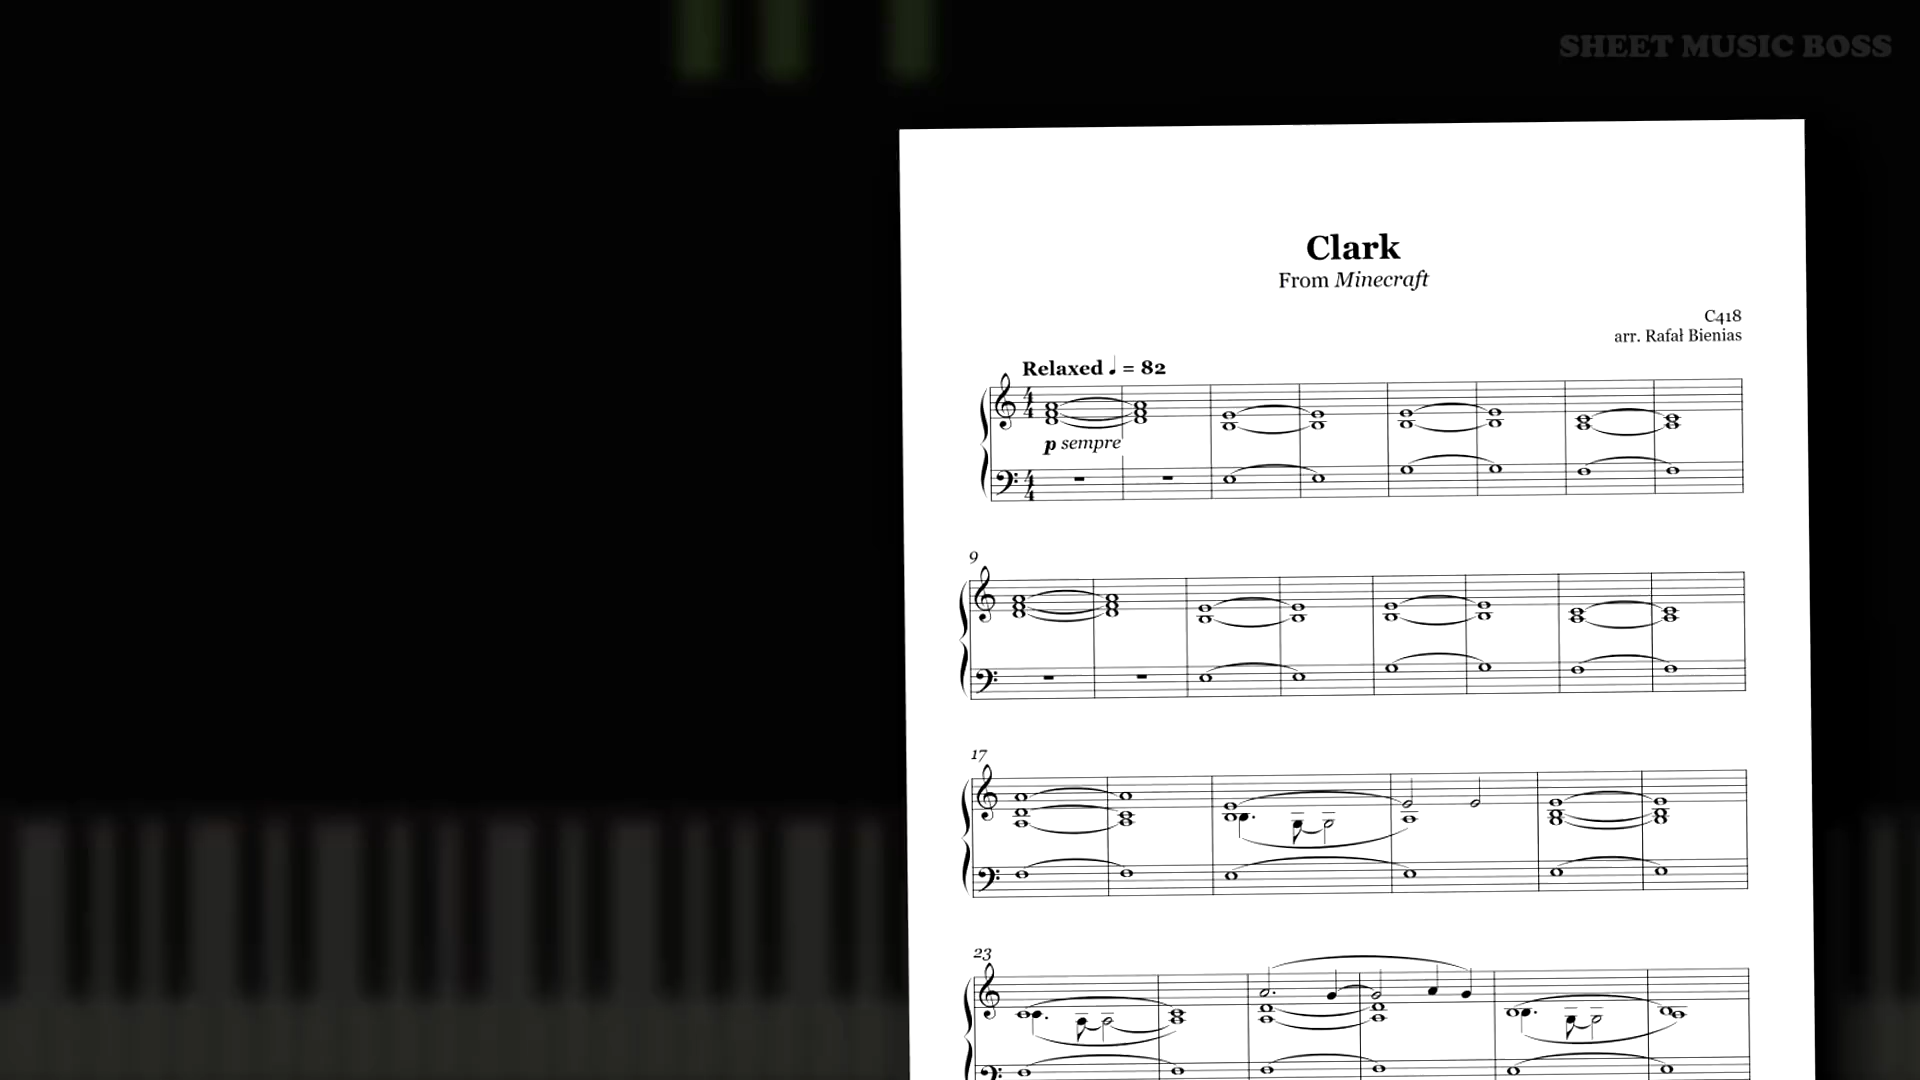 SHEET MUSIC BOSS
Clark
From Minecraft
C418
arr. Rafał Bienias
Relaxed ♩ = 82
p sempre
9
17
23